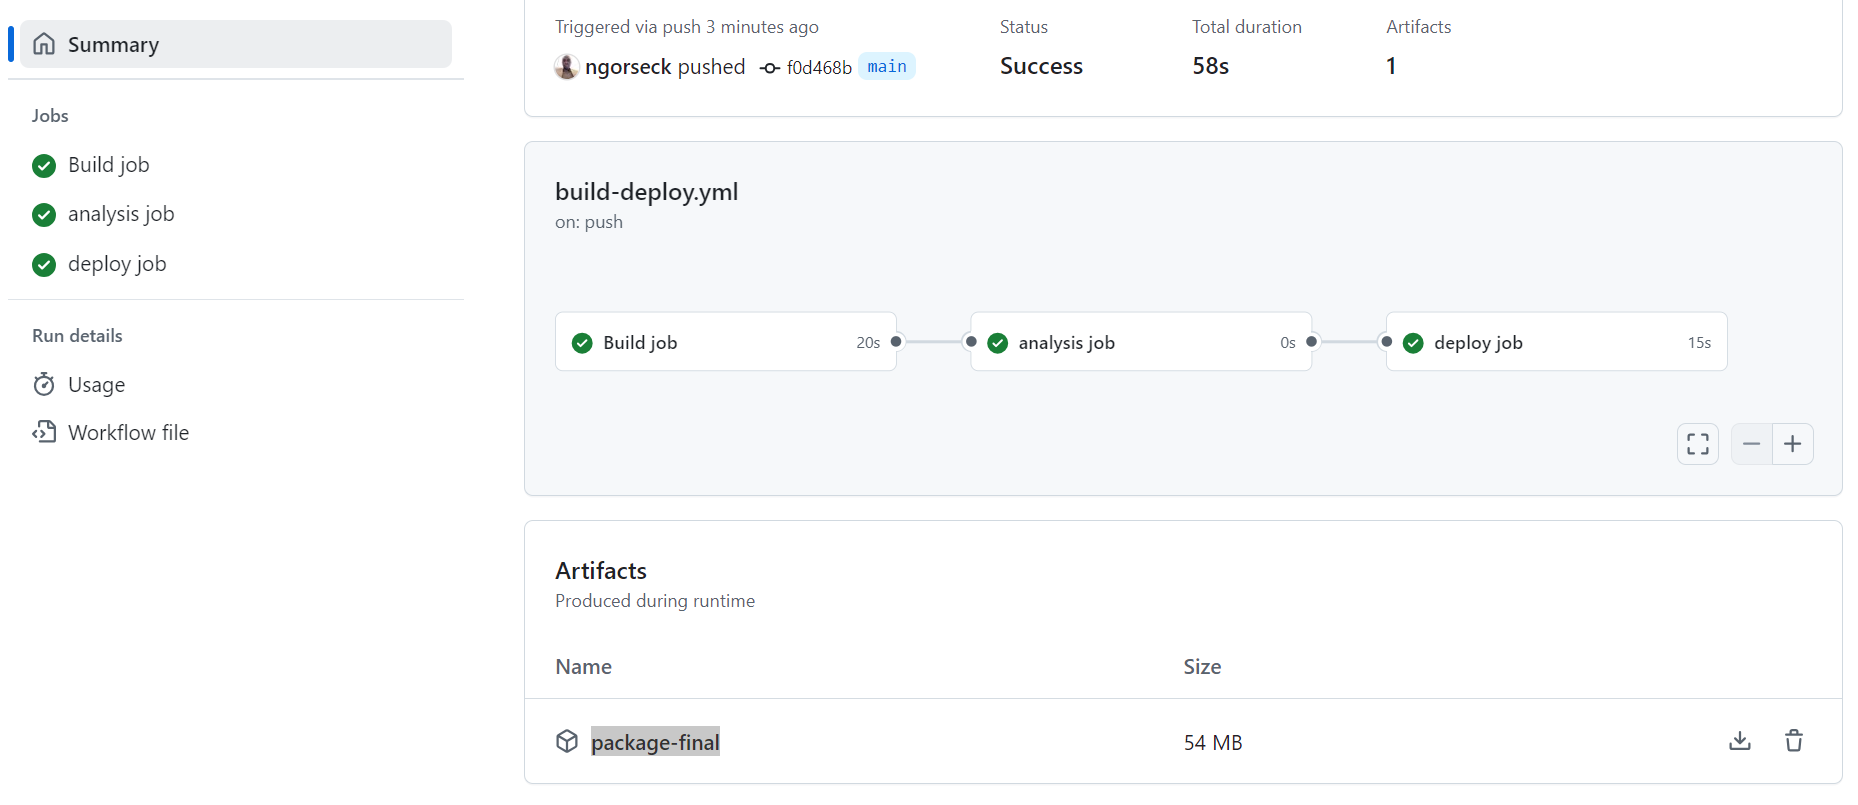 Summary
Jobs
Build job
analysis job
deploy job
Run details
Usage
Workflow file
Triggered via push 3 minutes ago
ngorseck pushed f0d468b main
Status
Success
Total duration
58s
Artifacts
1
build-deploy.yml
on: push
Build job 20s
analysis job 0s
deploy job 15s
Artifacts
Produced during runtime
Name Size
package-final 54 MB